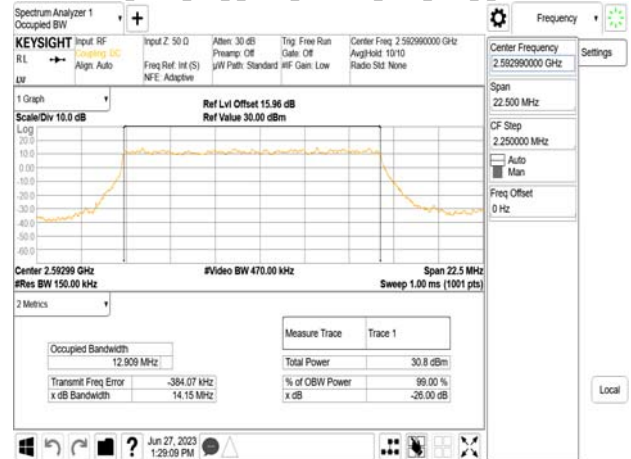 Spectrum Analyzer 1
Occupied BW
Frequency
KEYSIGHT
RL
Input: RF
Coupling: DC
Align: Auto
Input Z: 50 Ω
Freq Ref: Int (S)
NFE: Adaptive
Atten: 30 dB
Preamp: Off
µW Path: Standard
Trig: Free Run
Gate: Off
#IF Gain: Low
Center Freq: 2.592990000 GHz
Avg|Hold: 10/10
Radio Std: None
Center Frequency
2.592990000 GHz
Settings
Span
22.500 MHz
CF Step
2.250000 MHz
Auto
Man
Freq Offset
0 Hz
Local
1 Graph
Scale/Div 10.0 dB
Ref Lvl Offset 15.96 dB
Ref Value 30.00 dBm
Log
20.0
10.0
0.00
-10.0
-20.0
-30.0
-40.0
-50.0
-60.0
Center 2.59299 GHz
#Video BW 470.00 kHz
Span 22.5 MHz
#Res BW 150.00 kHz
Sweep 1.00 ms (1001 pts)
2 Metrics
Measure Trace
Trace 1
Occupied Bandwidth
12.909 MHz
Total Power
30.8 dBm
Transmit Freq Error
-384.07 kHz
% of OBW Power
99.00 %
x dB Bandwidth
14.15 MHz
x dB
-26.00 dB
?
Jun 27, 2023
1:29:09 PM